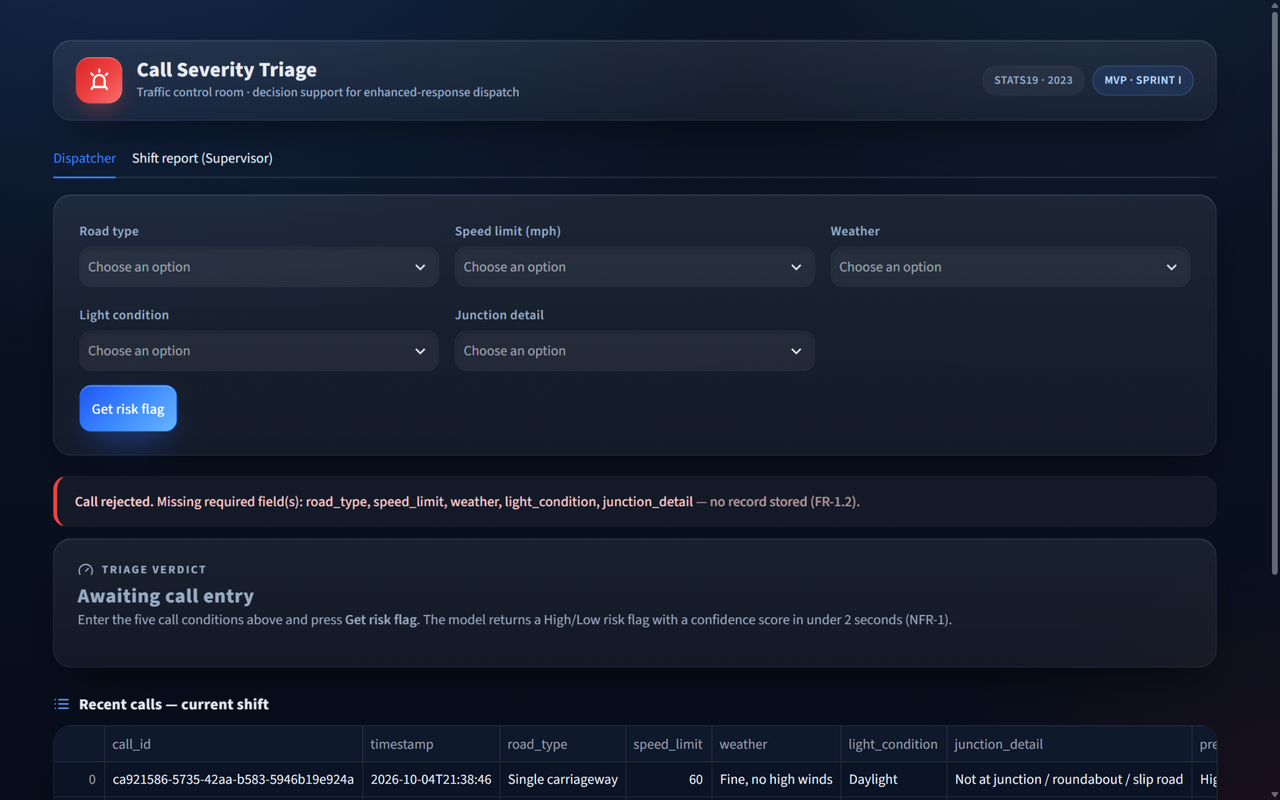 Call Severity Triage
Traffic control room · decision support for enhanced-response dispatch
STATS19 · 2023
MVP · SPRINT I
Dispatcher
Shift report (Supervisor)
Road type
Speed limit (mph)
Weather
Choose an option
Choose an option
Choose an option
Light condition
Junction detail
Choose an option
Choose an option
Get risk flag
Call rejected. Missing required field(s): road_type, speed_limit, weather, light_condition, junction_detail — no record stored (FR-1.2).
TRIAGE VERDICT
Awaiting call entry
Enter the five call conditions above and press Get risk flag. The model returns a High/Low risk flag with a confidence score in under 2 seconds (NFR-1).
Recent calls — current shift
call_id timestamp road_type speed_limit weather light_condition junction_detail pre
0 ca921586-5735-42aa-b583-5946b19e924a 2026-10-04T21:38:46 Single carriageway 60 Fine, no high winds Daylight Not at junction / roundabout / slip road Hig